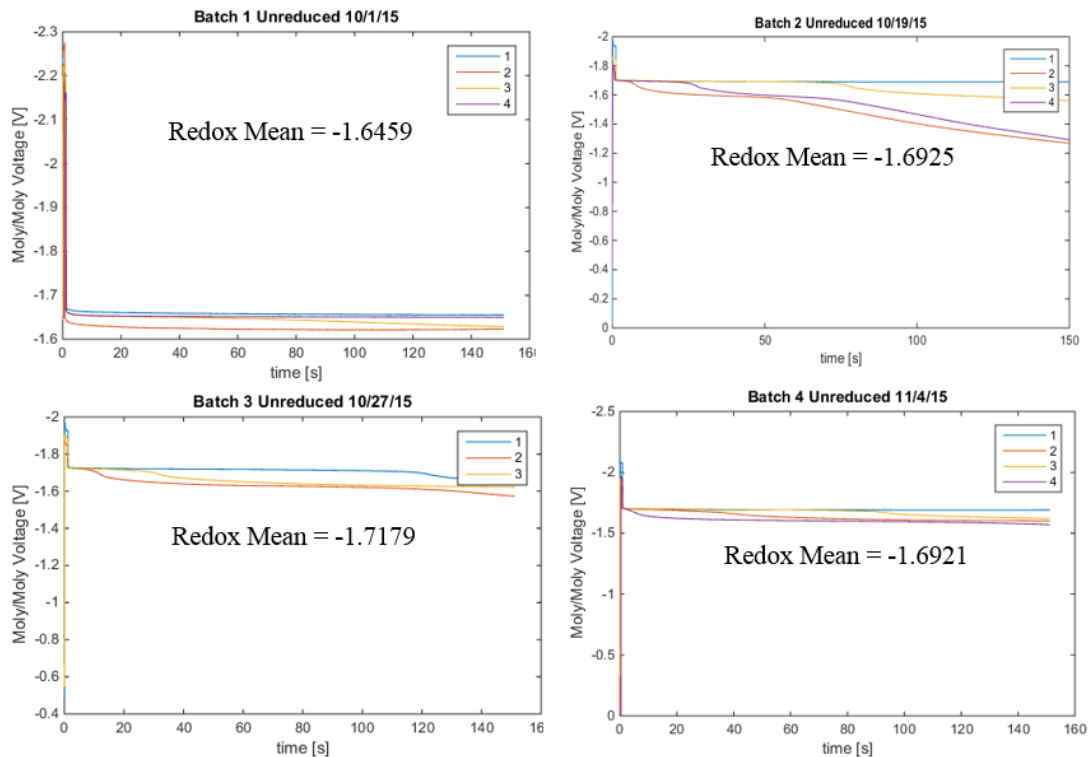 Batch 1 Unreduced 10/1/15
-2.3
-2.2
-2.1
-2
-1.9
-1.8
-1.7
-1.6
Moly/Moly Voltage [V]
0 20 40 60 80 100 120 140 160
time [s]
1
2
3
4
Redox Mean = -1.6459
Batch 2 Unreduced 10/19/15
-2
-1.8
-1.6
-1.4
-1.2
-1
-0.8
-0.6
-0.4
-0.2
0
Moly/Moly Voltage [V]
0 50 100 150
time [s]
1
2
3
4
Redox Mean = -1.6925
Batch 3 Unreduced 10/27/15
-2
-1.8
-1.6
-1.4
-1.2
-1
-0.8
-0.6
-0.4
Moly/Moly Voltage [V]
0 20 40 60 80 100 120 140 160
time [s]
1
2
3
Redox Mean = -1.7179
Batch 4 Unreduced 11/4/15
-2.5
-2
-1.5
-1
-0.5
0
Moly/Moly Voltage [V]
0 20 40 60 80 100 120 140 160
time [s]
1
2
3
4
Redox Mean = -1.6921